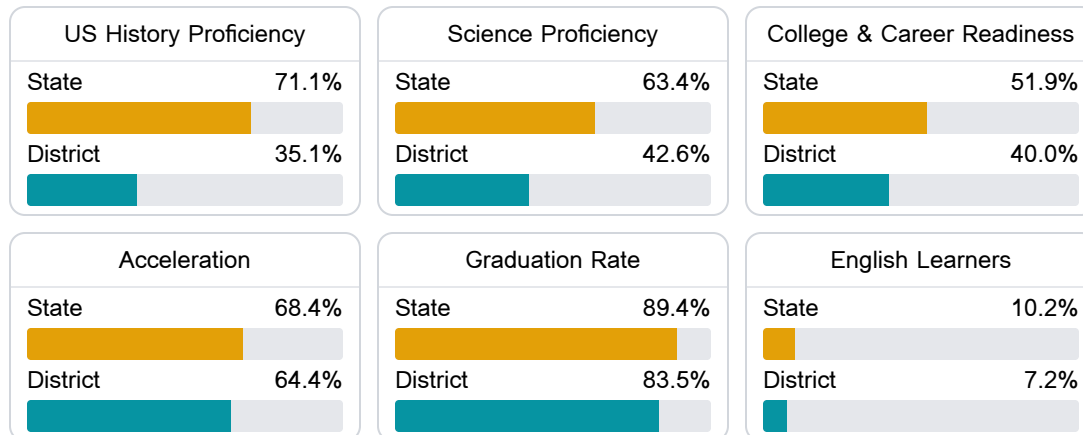 US History Proficiency
State 71.1%
District 35.1%
Science Proficiency
State 63.4%
District 42.6%
College & Career Readiness
State 51.9%
District 40.0%
Acceleration
State 68.4%
District 64.4%
Graduation Rate
State 89.4%
District 83.5%
English Learners
State 10.2%
District 7.2%